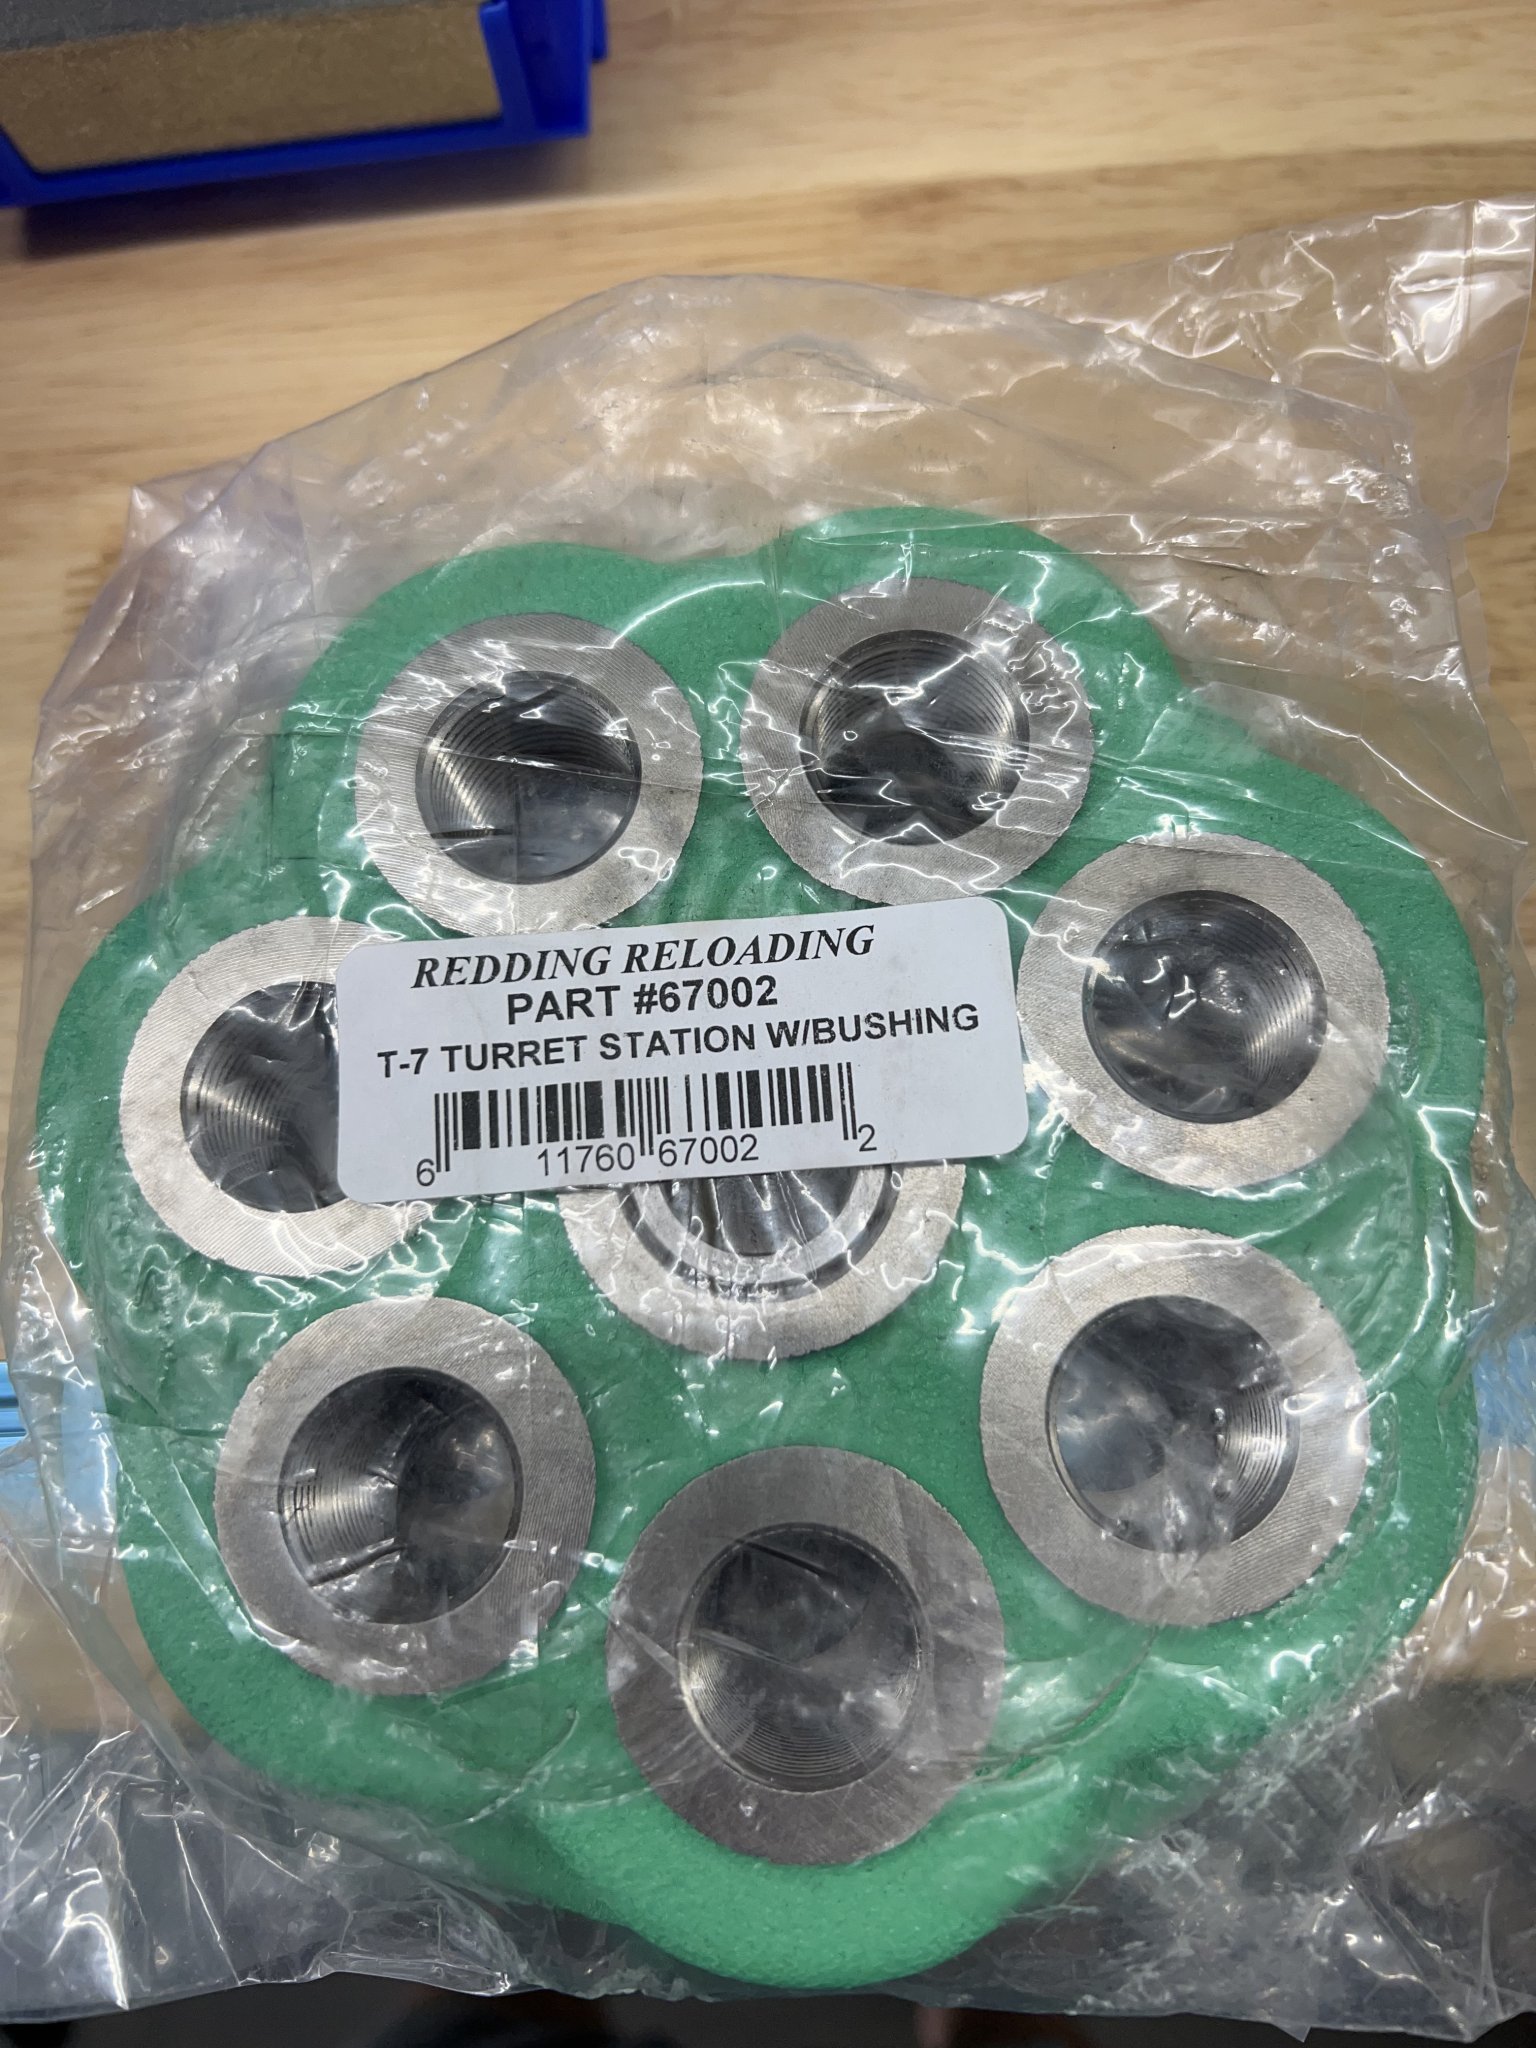 REDDING RELOADING
PART #67002
T-7 TURRET STATION W/BUSHING
6 11760 67002 2